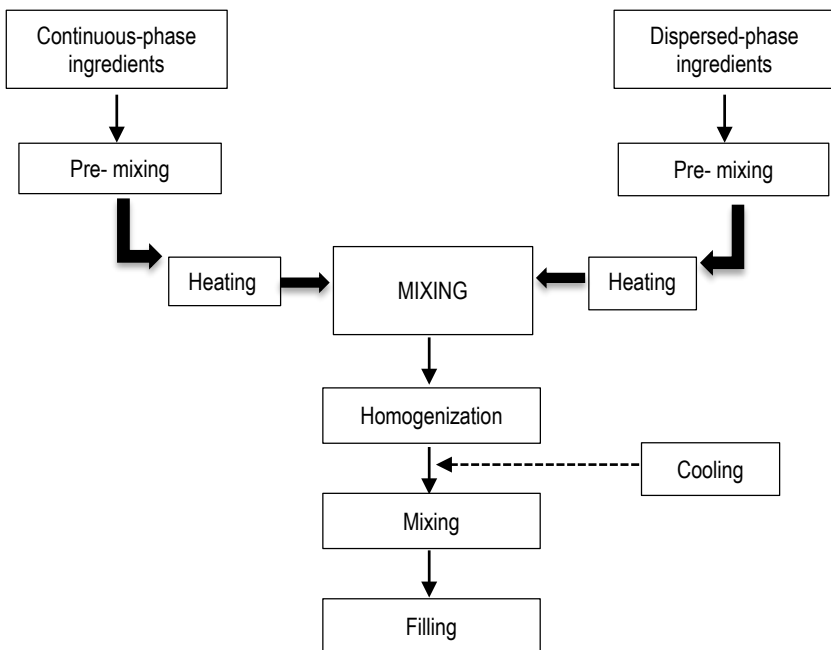 Continuous-phase
ingredients
Dispersed-phase
ingredients
Pre- mixing
Pre- mixing
Heating
MIXING
Heating
Homogenization
Cooling
Mixing
Filling